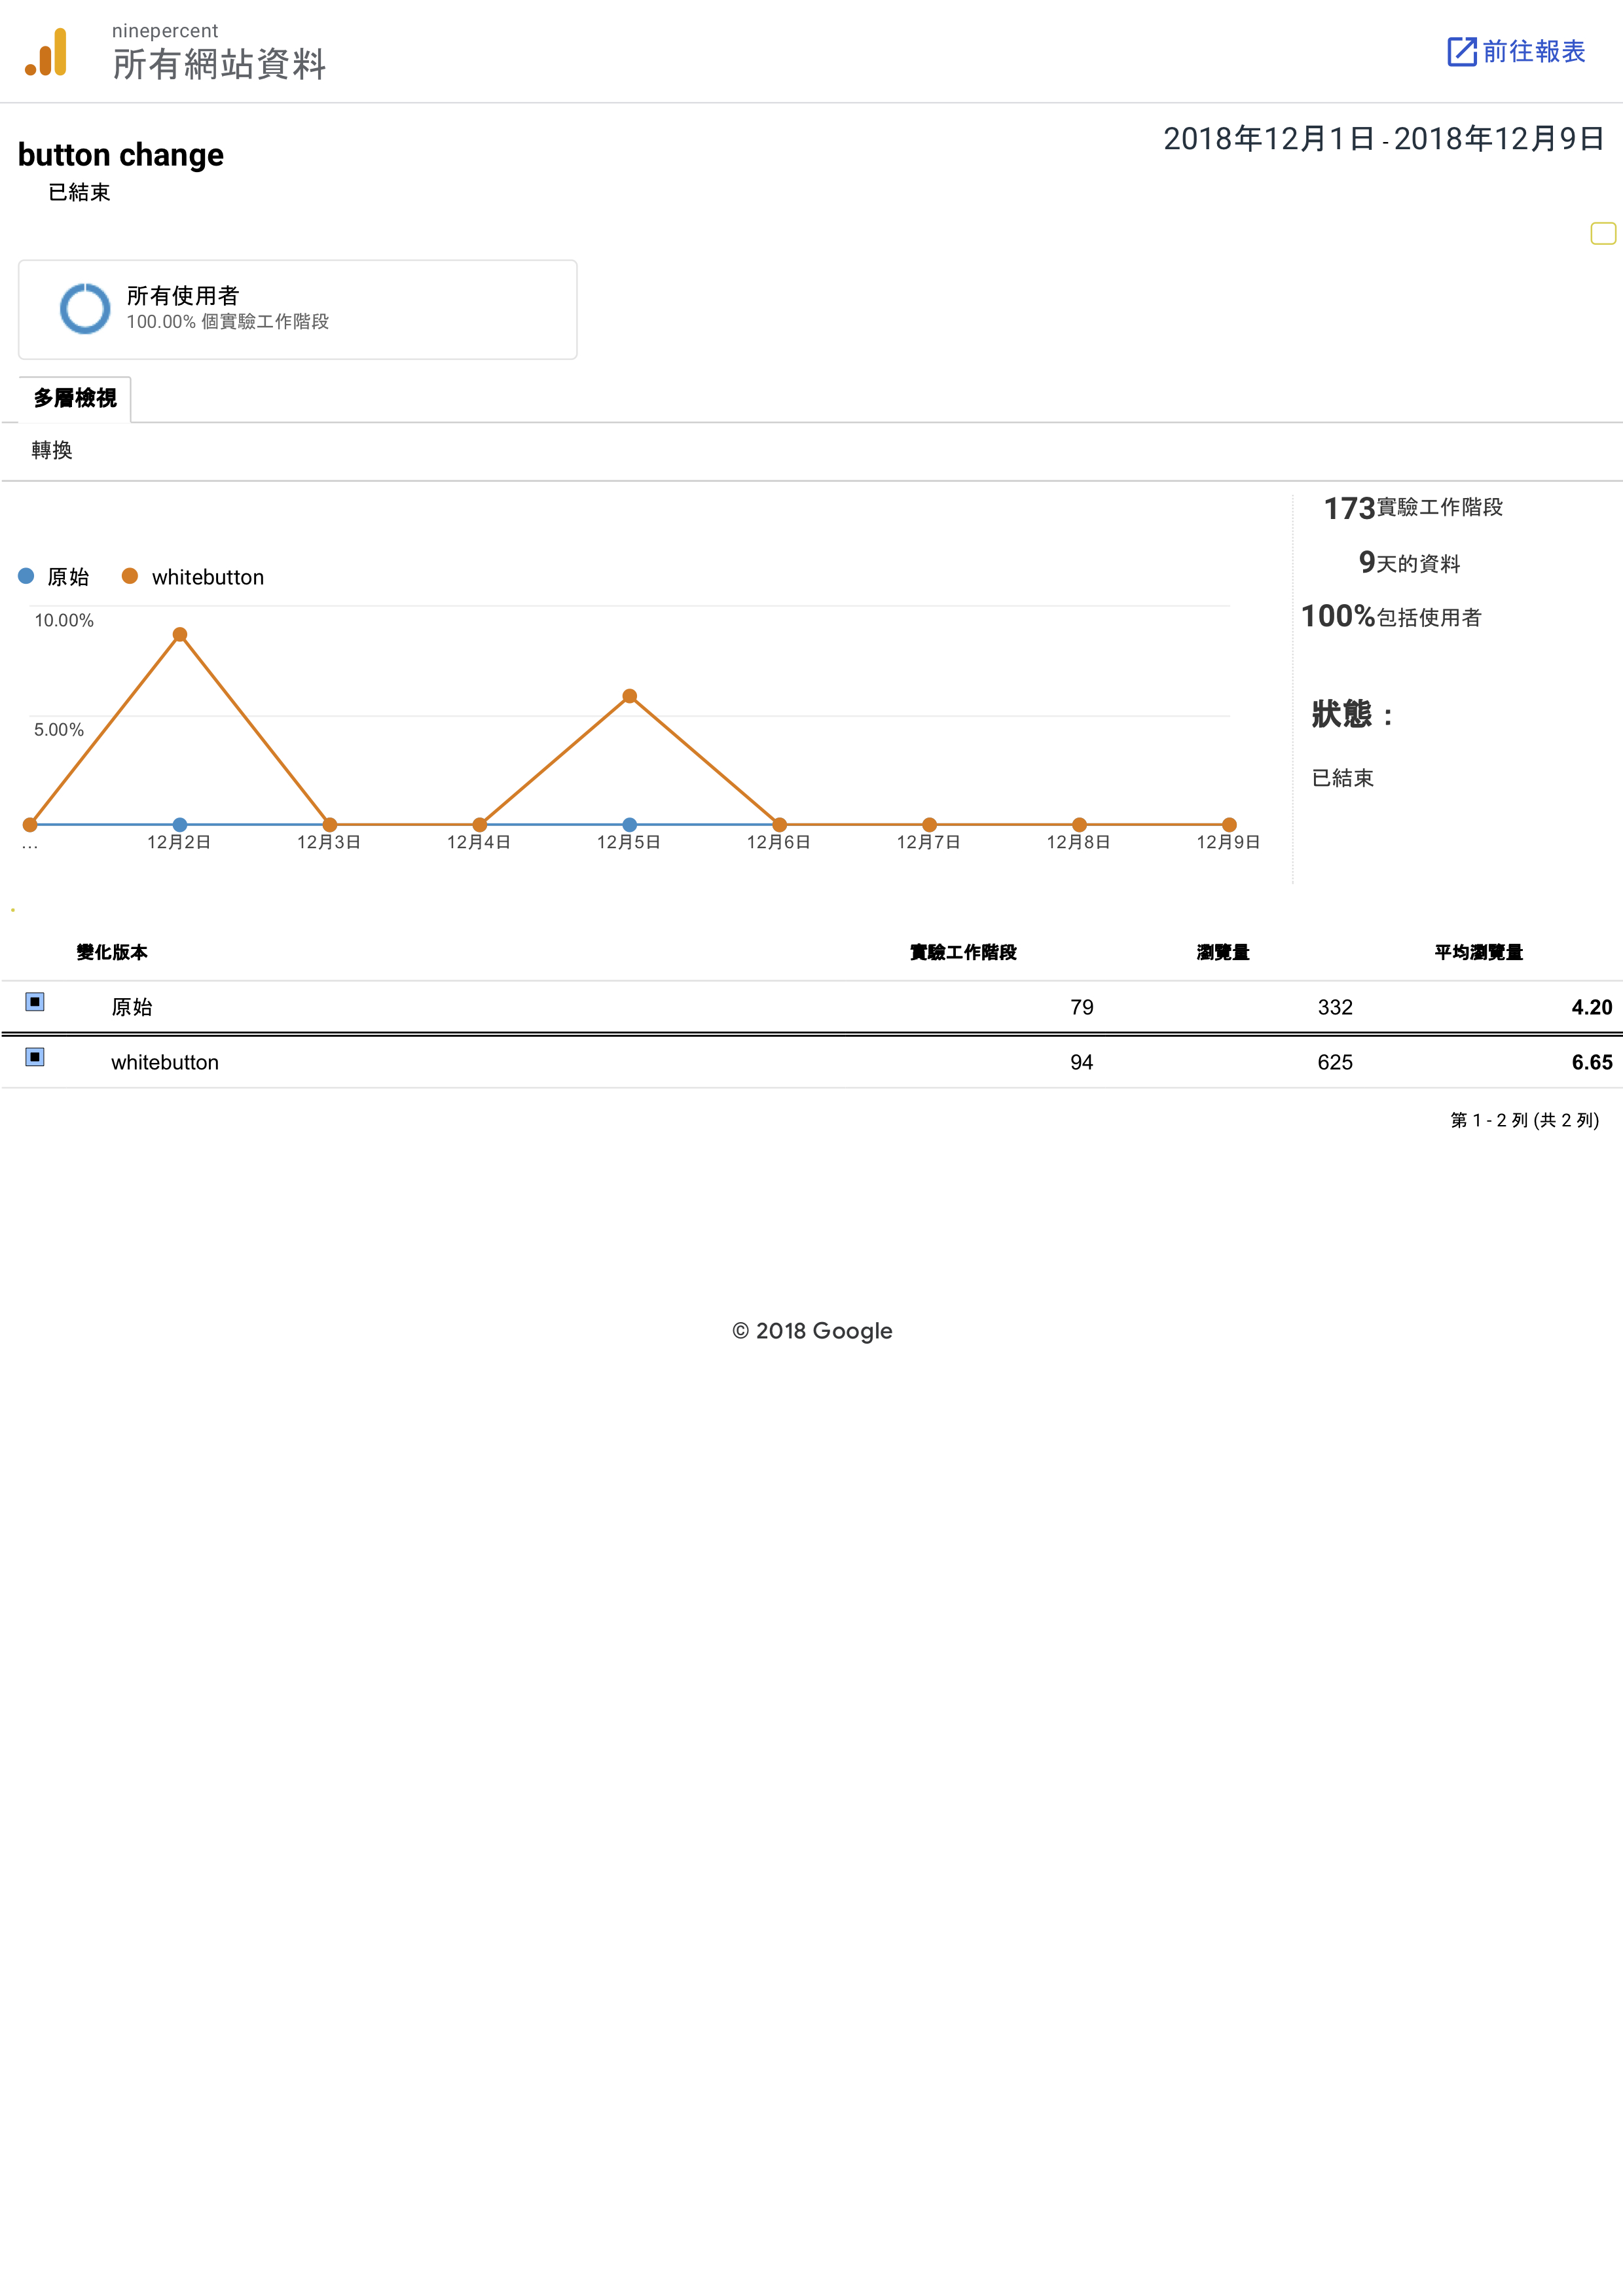 ninepercent
所有網站資料
前往報表
button change
2018年12月1日 - 2018年12月9日
已結束
所有使用者
100.00% 個實驗工作階段
多層檢視
轉換
173實驗工作階段
9天的資料
100%包括使用者
狀態：
已結束
原始 whitebutton
10.00%
5.00%
... 12月2日 12月3日 12月4日 12月5日 12月6日 12月7日 12月8日 12月9日
變化版本 實驗工作階段 瀏覽量 平均瀏覽量
原始 79 332 4.20
whitebutton 94 625 6.65
第 1 - 2 列 (共 2 列)
© 2018 Google